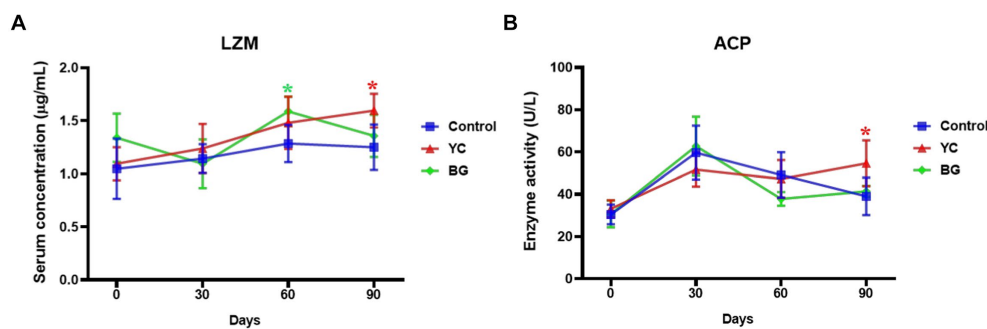 A
LZM
Serum concentration (μg/mL)
2.0
1.5
1.0
0.5
0.0
*
*
0
30
60
90
Days
Control
YC
BG
B
ACP
Enzyme activity (U/L)
100
80
60
40
20
0
*
0
30
60
90
Days
Control
YC
BG